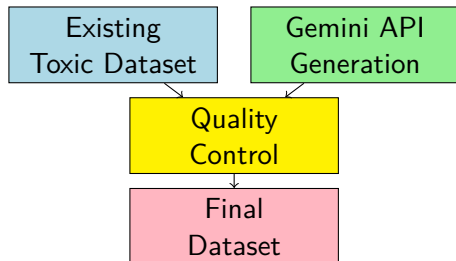 Existing
Toxic Dataset
Gemini API
Generation
Quality
Control
Final
Dataset